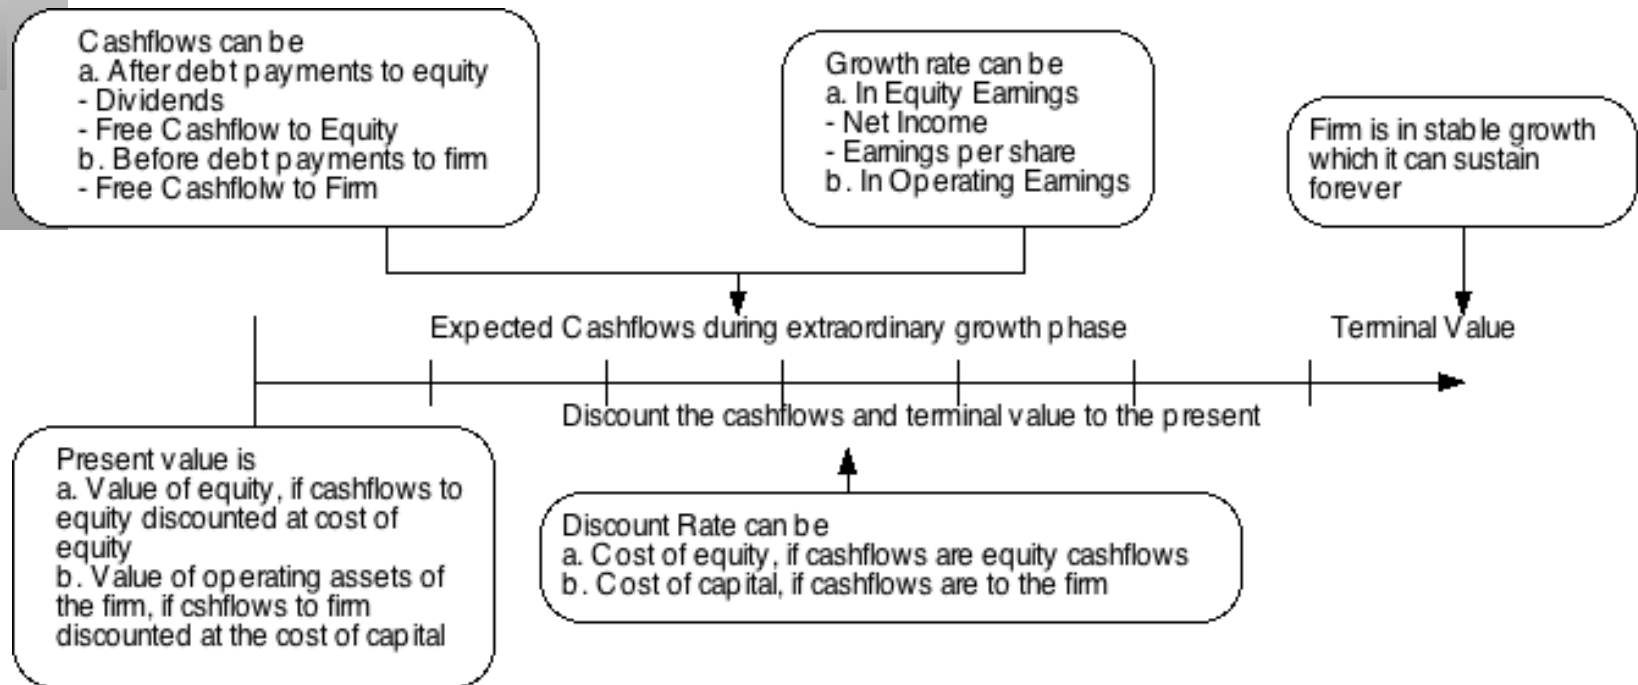 Cashflows can be
a. After debt payments to equity
- Dividends
- Free Cashflow to Equity
b. Before debt payments to firm
- Free Cashflolw to Firm
Growth rate can be
a. In Equity Earnings
- Net Income
- Earnings per share
b. In Operating Earnings
Firm is in stable growth
which it can sustain
forever
Expected Cashflows during extraordinary growth phase
Terminal Value
Discount the cashflows and terminal value to the present
Present value is
a. Value of equity, if cashflows to
equity discounted at cost of
equity
b. Value of operating assets of
the firm, if cshflows to firm
discounted at the cost of capital
Discount Rate can be
a. Cost of equity, if cashflows are equity cashflows
b. Cost of capital, if cashflows are to the firm